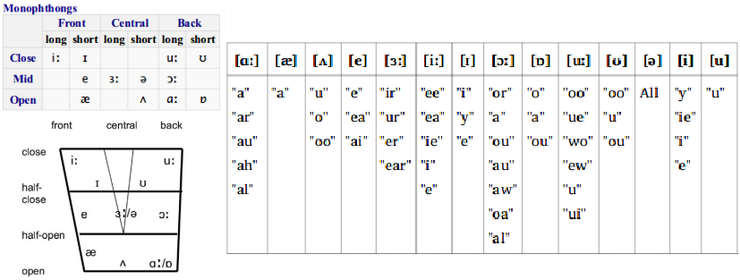 Monophthongs
Front Central Back
long short long short long short
Close iː ɪ uː ʊ
Mid e ɜː ə ɔː
Open æ ʌ ɑː ɒ
front central back
close iː uː
ɪ ʊ
half-close
e ɜː/ə ɔː
half-open
æ
ʌ ɑː/ɒ
open
[ɑː] [æ] [ʌ] [e] [ɜː] [iː] [ɪ] [ɔː] [ɒ] [uː] [ʊ] [ə] [i] [u]
"a" "a" "u" "e" "ir" "ee" "i" "or" "o" "oo" "oo" All "y" "u"
"ar" "o" "ea" "ur" "ea" "y" "a" "a" "ue" "u" "ie"
"au" "oo" "ai" "er" "ie" "e" "ou" "ou" "wo" "ou" "i"
"ah" "ear" "i" "au" "ew" "e"
"al" "e" "aw" "u"
"oa" "ui"
"al"